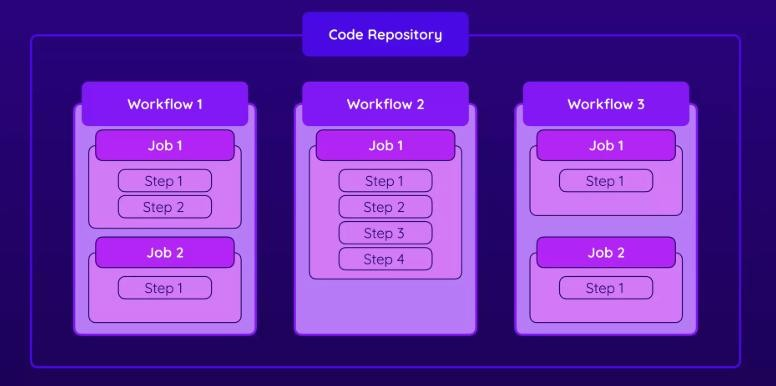 Code Repository
Workflow 1
Job 1
Step 1
Step 2
Job 2
Step 1
Workflow 2
Job 1
Step 1
Step 2
Step 3
Step 4
Workflow 3
Job 1
Step 1
Job 2
Step 1